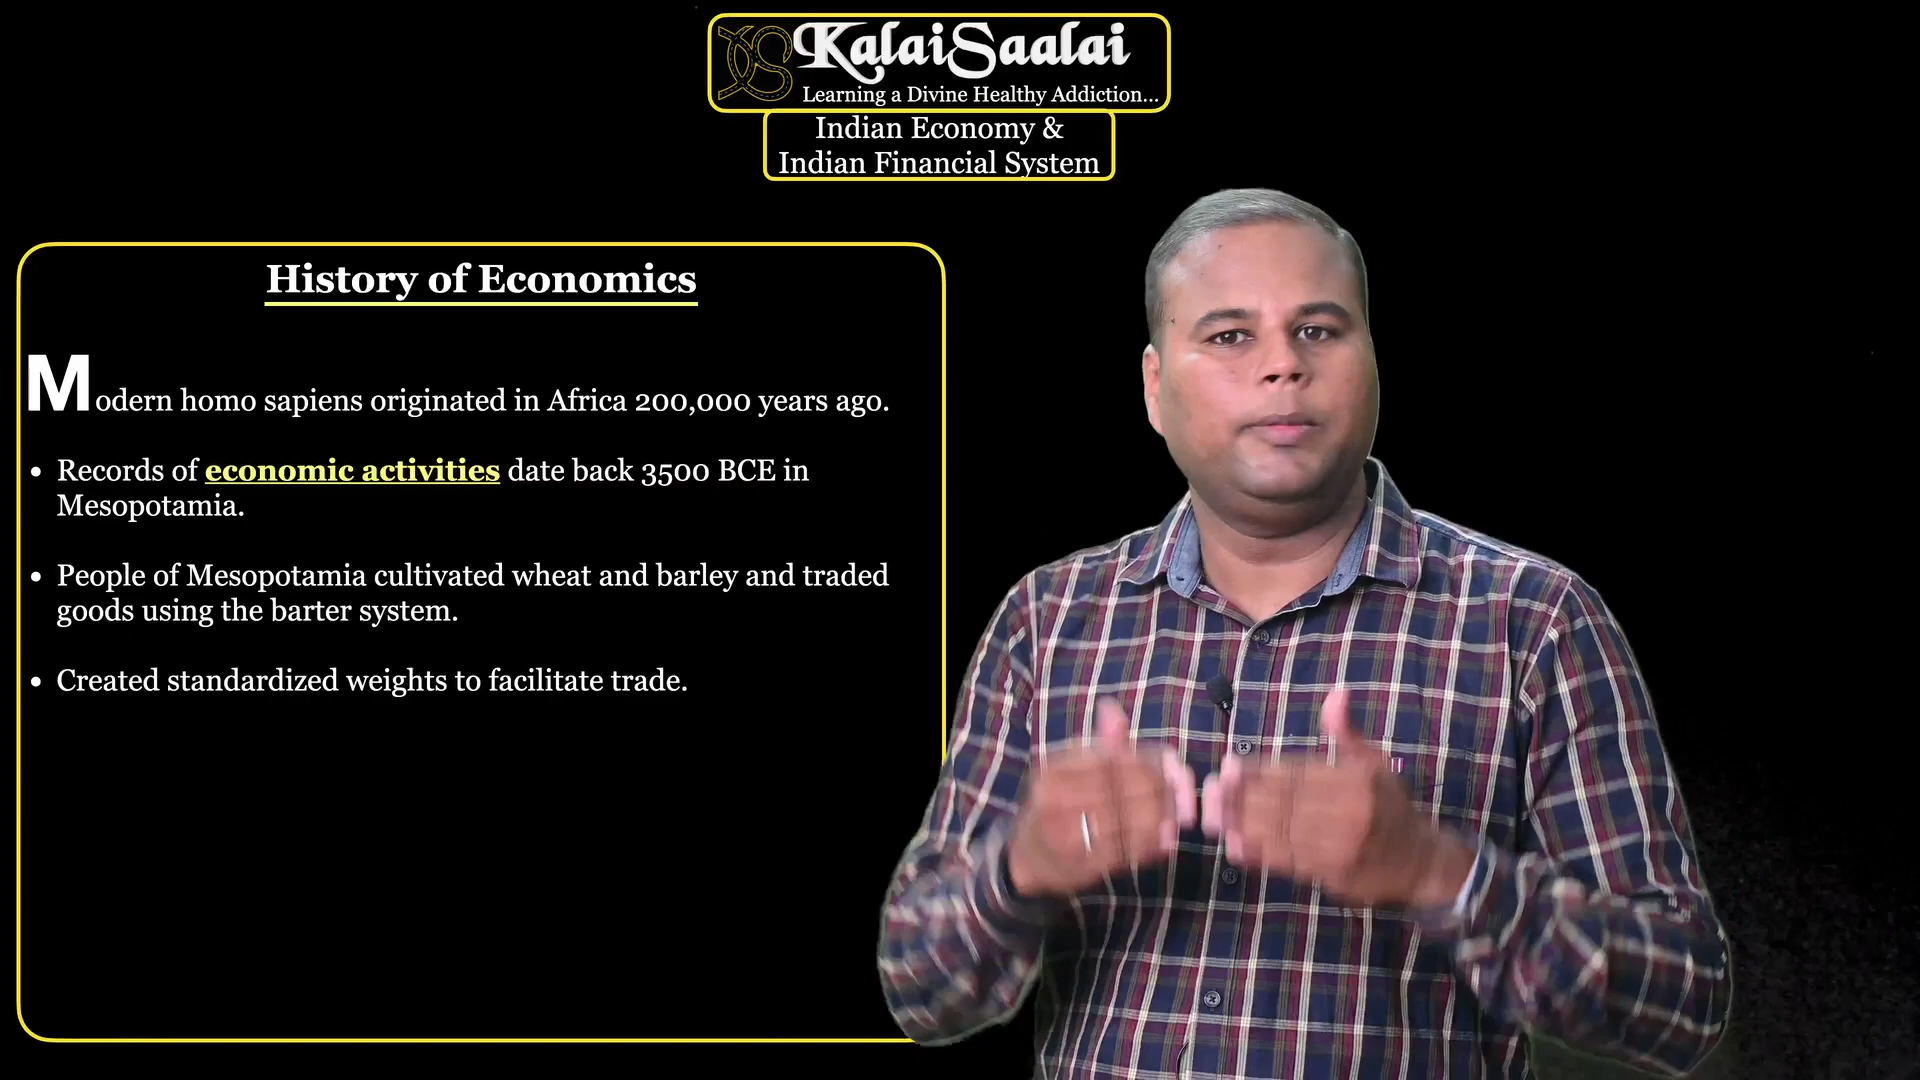 KalaiSaalai
Learning a Divine Healthy Addiction...
Indian Economy &
Indian Financial System
History of Economics
Modern homo sapiens originated in Africa 200,000 years ago.
• Records of economic activities date back 3500 BCE in
Mesopotamia.
• People of Mesopotamia cultivated wheat and barley and traded
goods using the barter system.
• Created standardized weights to facilitate trade.